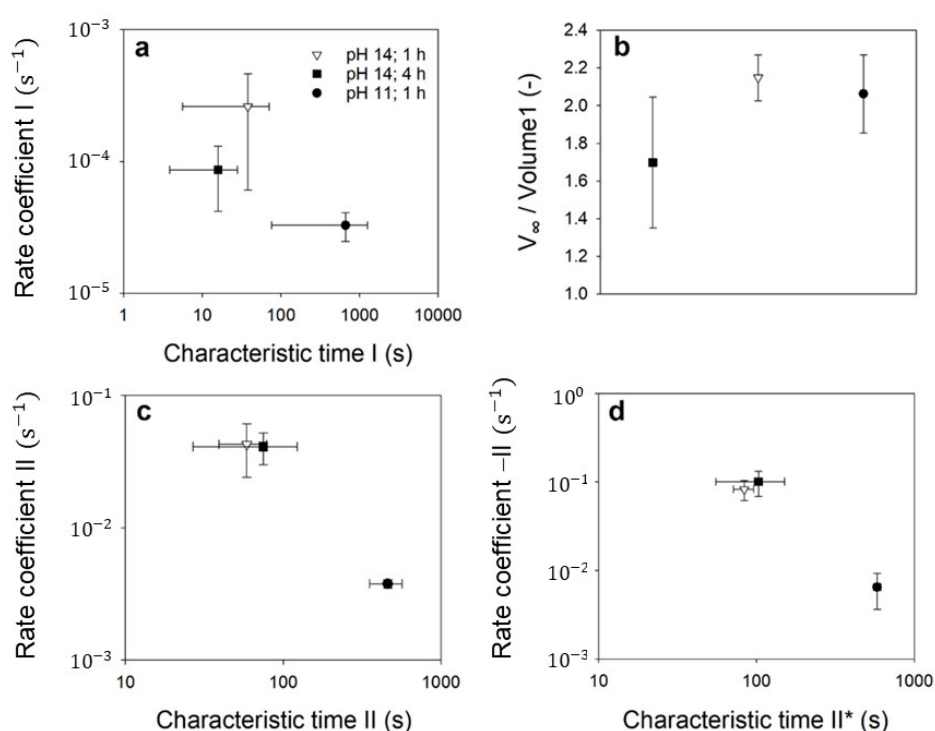 a
pH 14; 1 h
pH 14; 4 h
pH 11; 1 h
Rate coefficient I (s⁻¹)
10⁻³
10⁻⁴
10⁻⁵
1 10 100 1000 10000
Characteristic time I (s)
b
V∞ / Volume1 (-)
2.4
2.2
2.0
1.8
1.6
1.4
1.2
1.0
c
Rate coefficient II (s⁻¹)
10⁻¹
10⁻²
10⁻³
10 100 1000
Characteristic time II (s)
d
Rate coefficient –II (s⁻¹)
10⁰
10⁻¹
10⁻²
10⁻³
10 100 1000
Characteristic time II* (s)